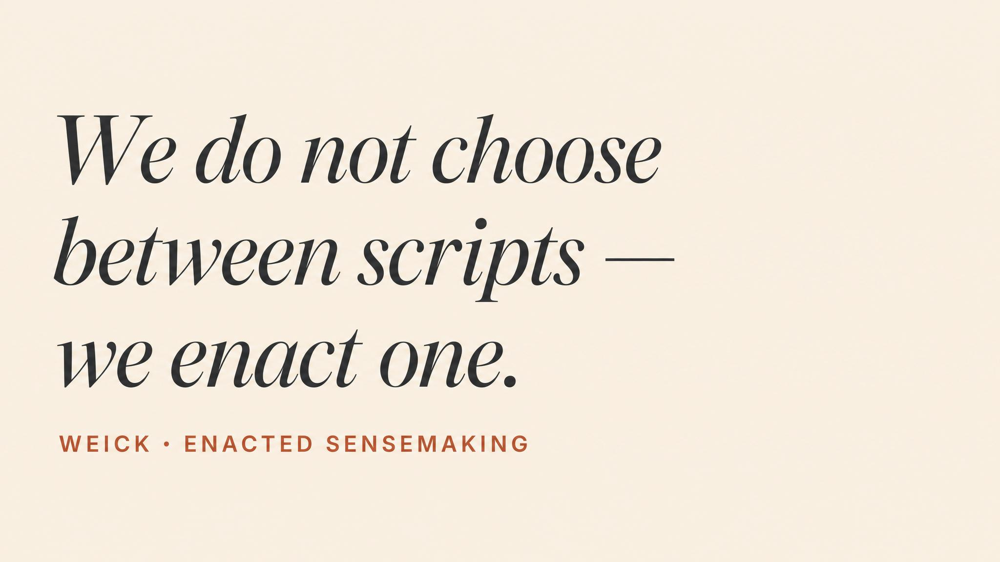 We do not choose
between scripts —
we enact one.
WEICK · ENACTED SENSEMAKING